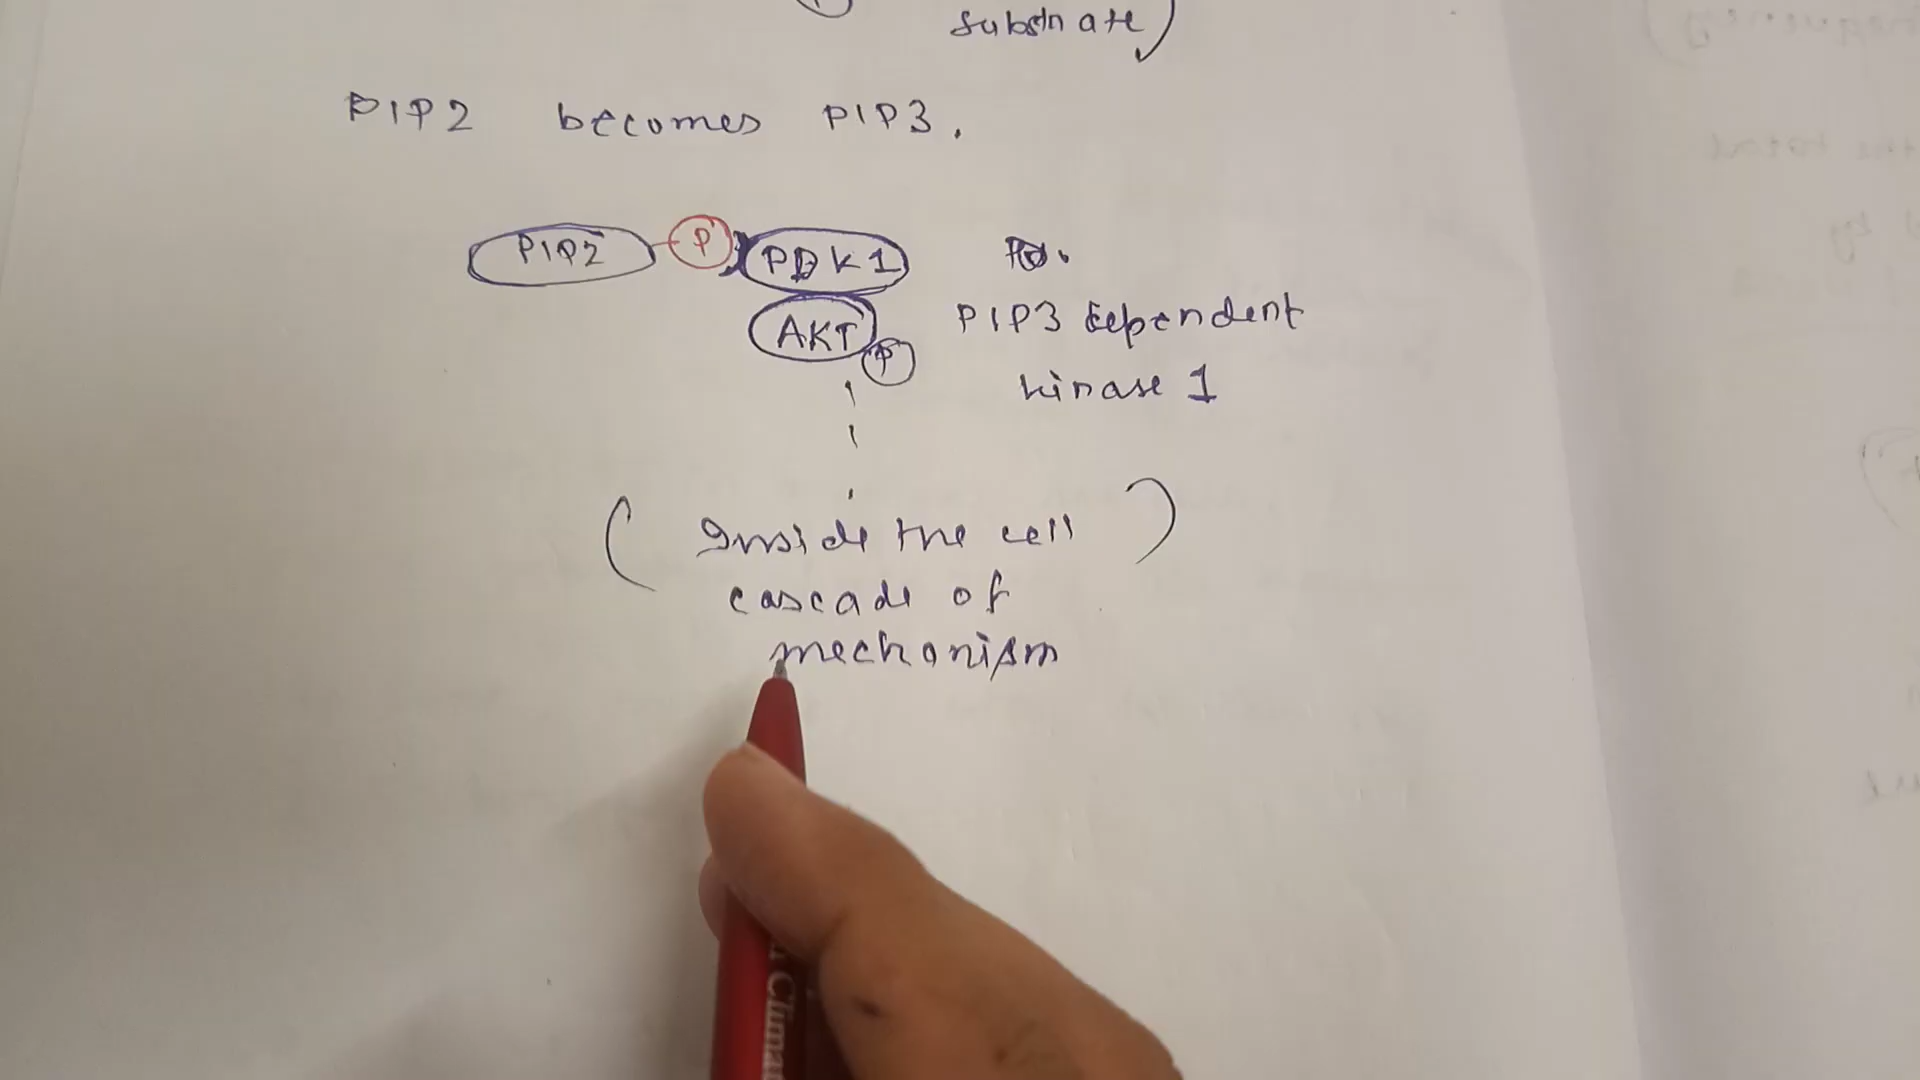 substrate)
PIP2 becomes PIP3.
PIP2 P PDK1
AKT P
PIP3 dependent
kinase 1
(Inside the cell)
cascade of
mechanism